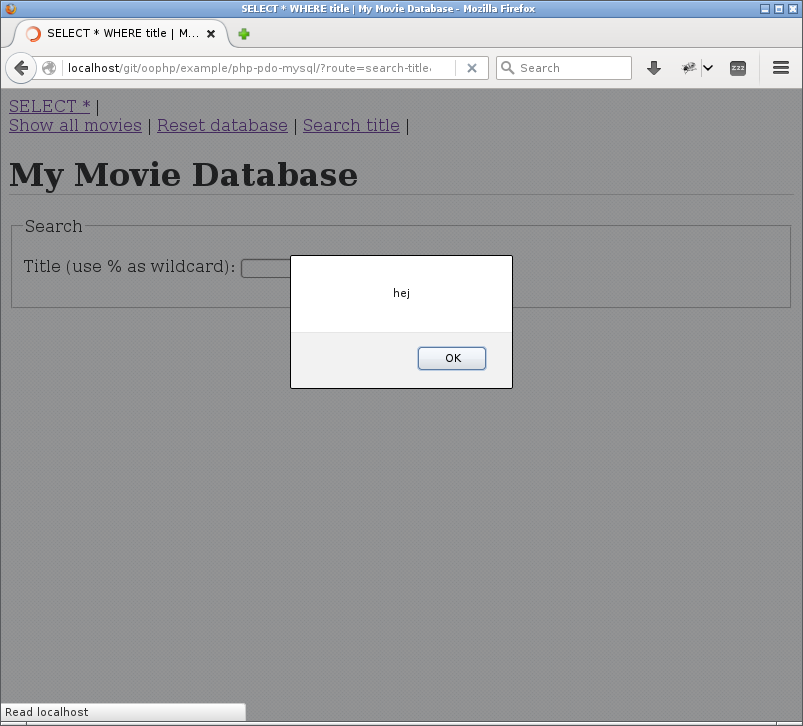 SELECT * WHERE title | My Movie Database - Mozilla Firefox
SELECT * WHERE title | M...
localhost/git/oophp/example/php-pdo-mysql/?route=search-title
Search
zzz
SELECT * |
Show all movies | Reset database | Search title |
My Movie Database
Search
Title (use % as wildcard):
hej
OK
Read localhost